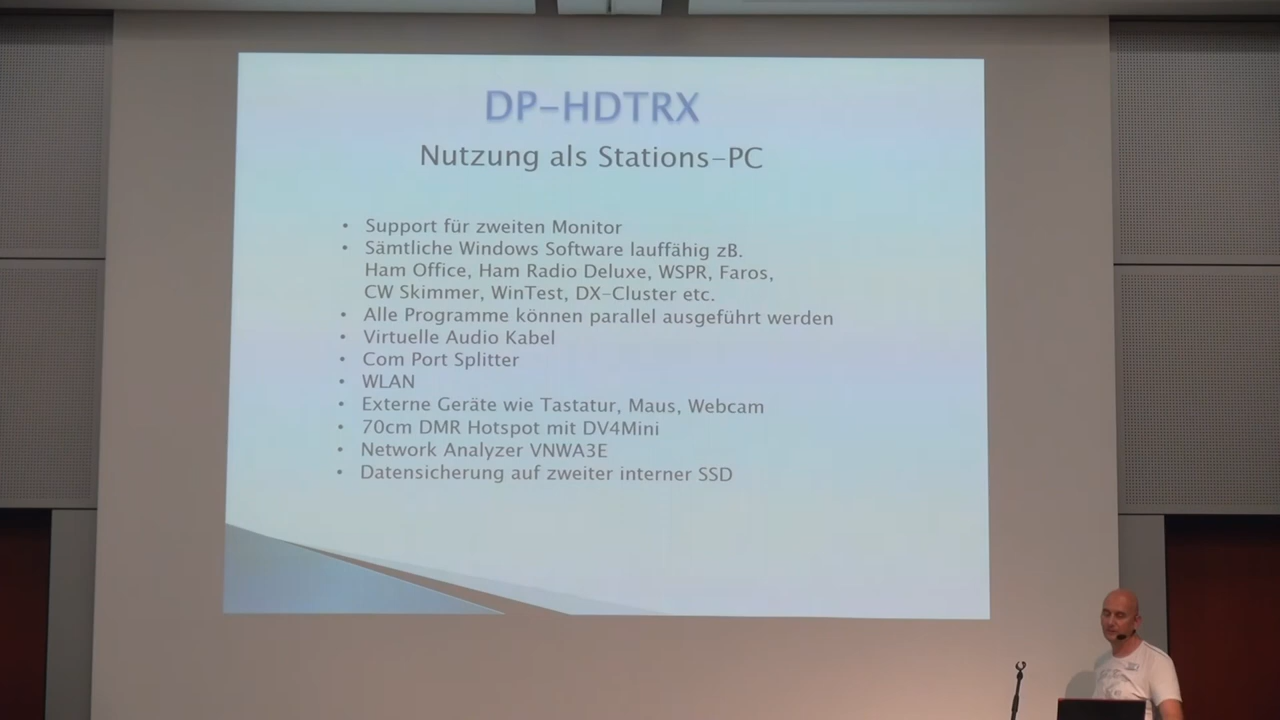 DP-HDTRX
Nutzung als Stations-PC
• Support für zweiten Monitor
• Sämtliche Windows Software lauffähig zB.
Ham Office, Ham Radio Deluxe, WSPR, Faros,
CW Skimmer, WinTest, DX-Cluster etc.
• Alle Programme können parallel ausgeführt werden
• Virtuelle Audio Kabel
• Com Port Splitter
• WLAN
• Externe Geräte wie Tastatur, Maus, Webcam
• 70cm DMR Hotspot mit DV4Mini
• Network Analyzer VNWA3E
• Datensicherung auf zweiter interner SSD